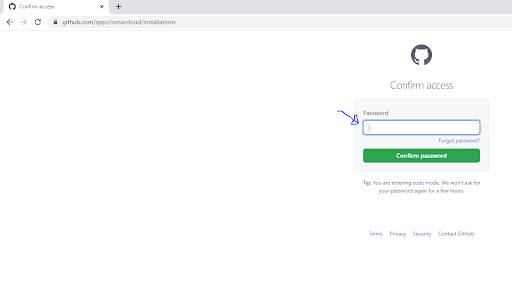 Confirm access
github.com/apps/sonarcloud/installations
Confirm access
Password
Forgot password?
Confirm password
Tip: You are entering sudo mode. We won't ask for
your password again for a few hours.
Terms Privacy Security Contact GitHub